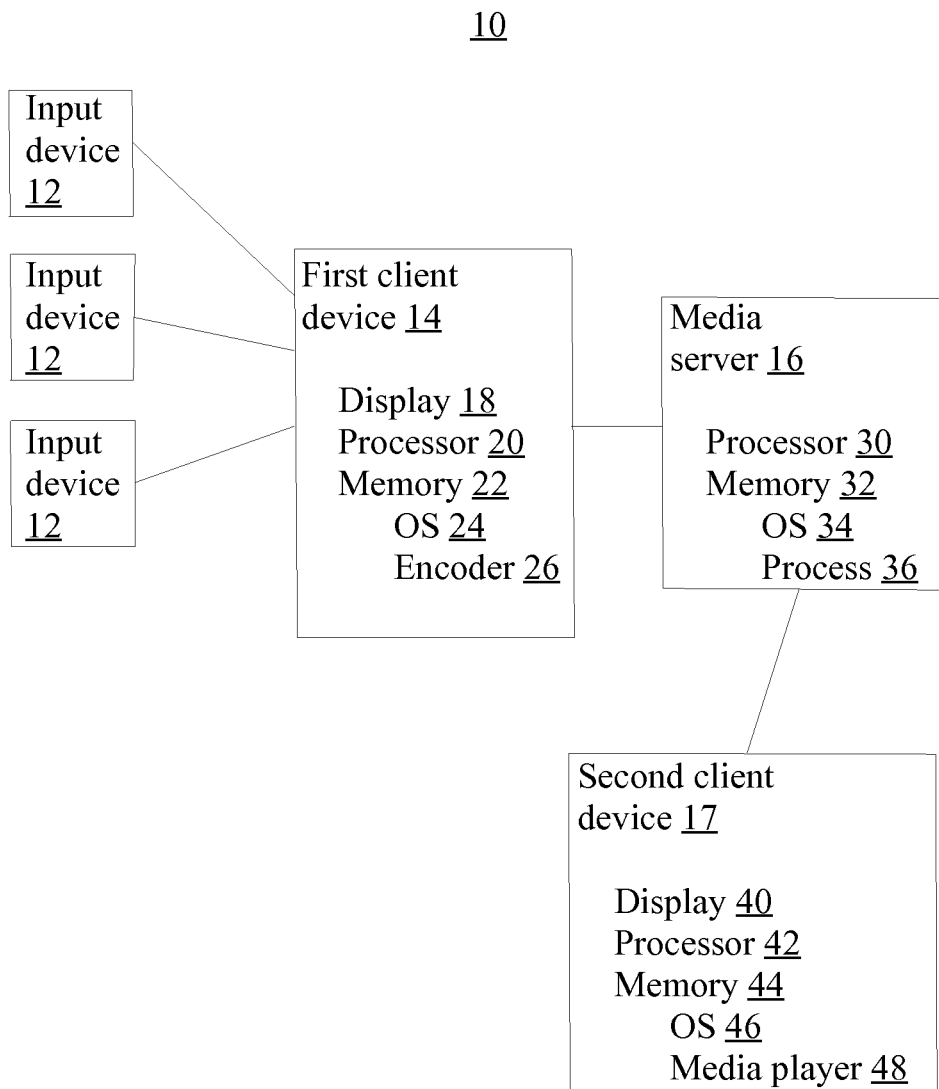 10
Input
device
12
Input
device
12
Input
device
12
First client
device 14
Display 18
Processor 20
Memory 22
OS 24
Encoder 26
Media
server 16
Processor 30
Memory 32
OS 34
Process 36
Second client
device 17
Display 40
Processor 42
Memory 44
OS 46
Media player 48